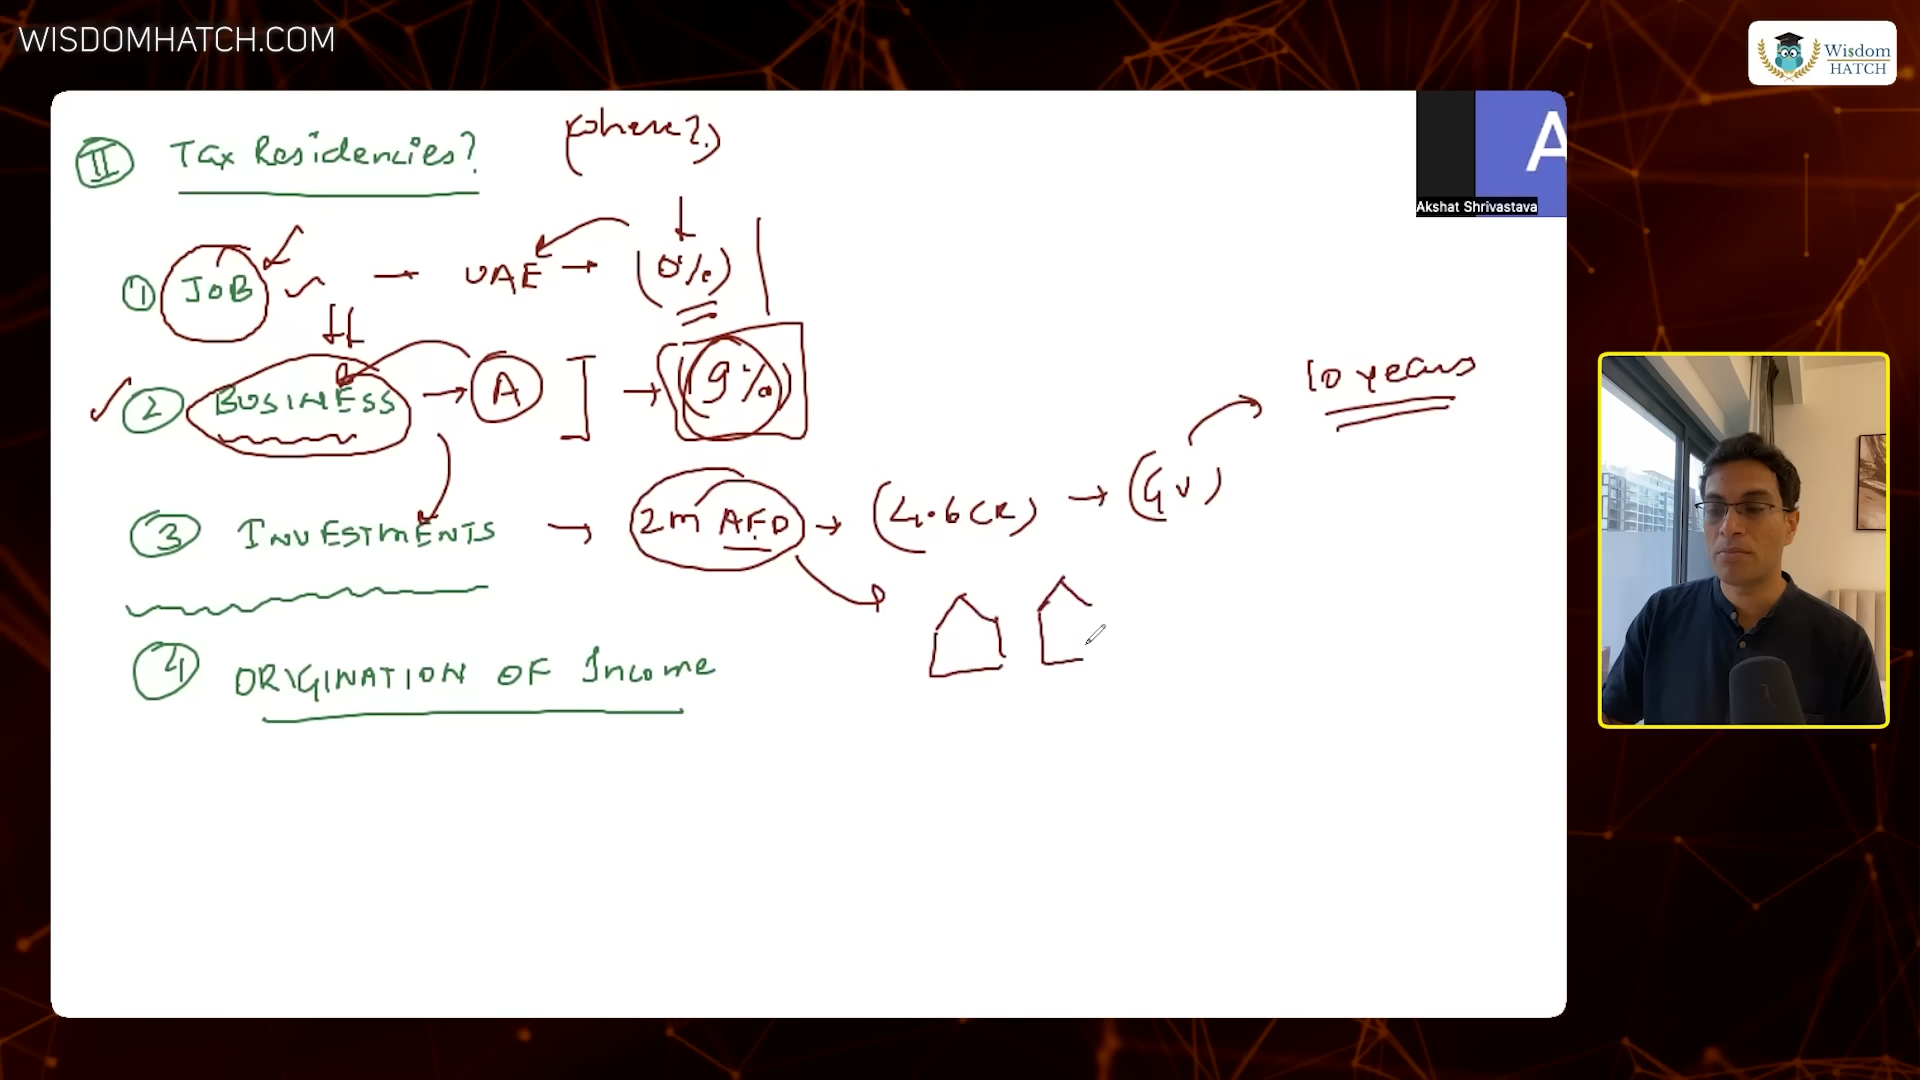 WISDOMHATCH.COM
Wisdom
HATCH
II Tax Residencies? (where?)
A
Akshat Shrivastava
1 JOB → UAE → (0%)
2 BUSINESS → A ] → (9%)
10 years
3 INVESTMENTS → 2m AED → (4.6 CR) → (GV)
4 ORIGINATION OF Income